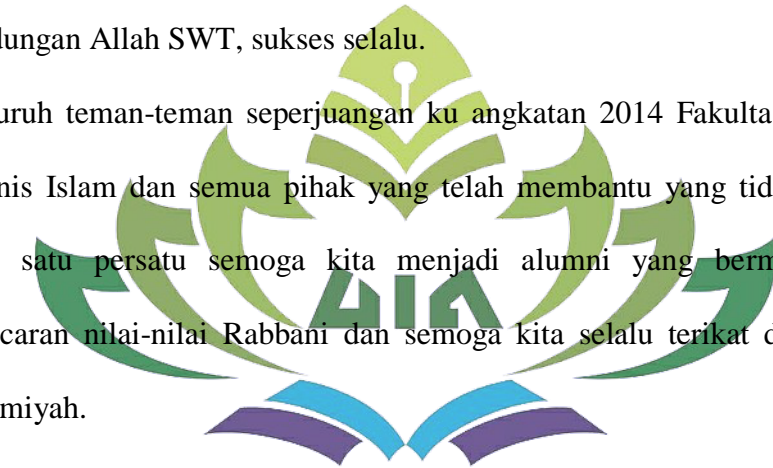 dungan Allah SWT, sukses selalu.
uruh teman-teman seperjuangan ku angkatan 2014 Fakulta
nis Islam dan semua pihak yang telah membantu yang tid
satu persatu semoga kita menjadi alumni yang berm
caran nilai-nilai Rabbani dan semoga kita selalu terikat d
miyah.